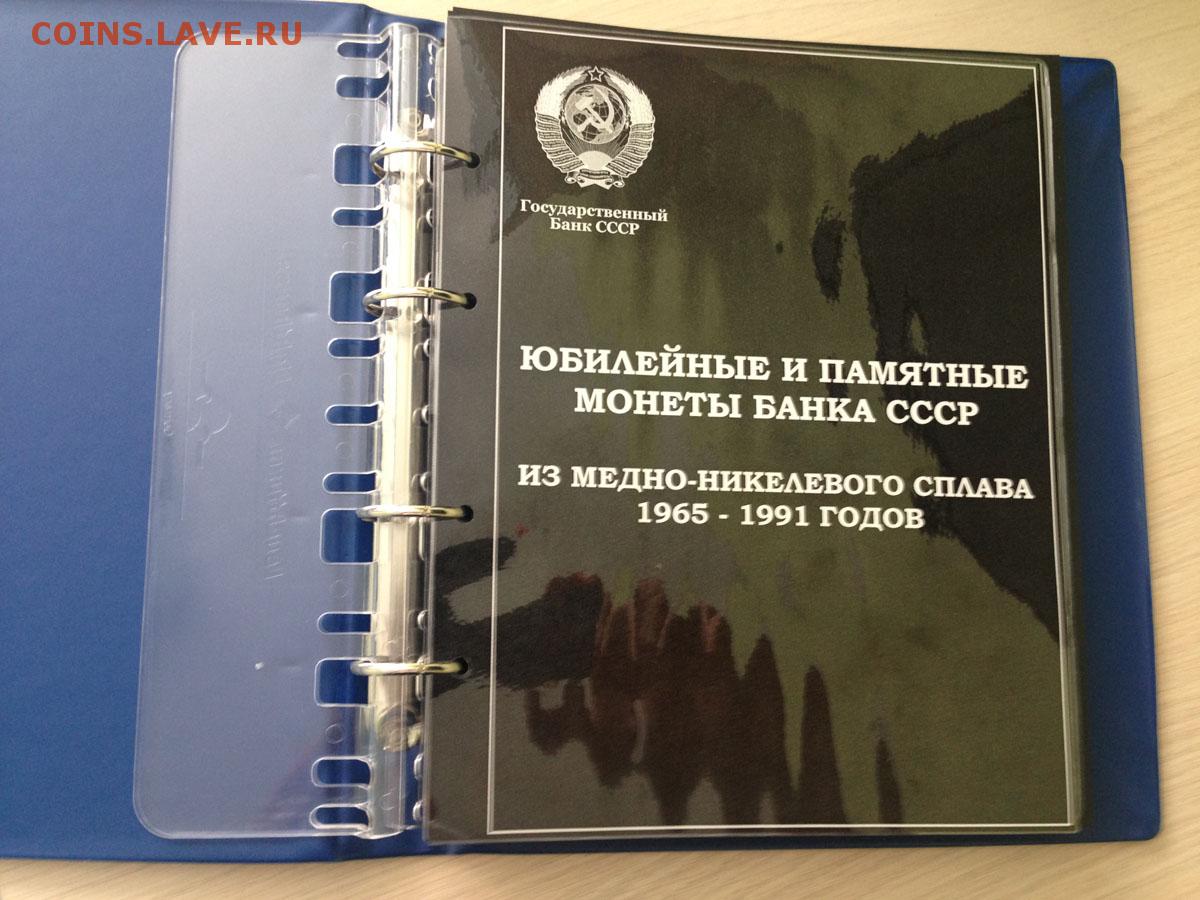 COINS.LAVE.RU
Государственный
Банк СССР
ЮБИЛЕЙНЫЕ И ПАМЯТНЫЕ
МОНЕТЫ БАНКА СССР
ИЗ МЕДНО-НИКЕЛЕВОГО СПЛАВА
1965 - 1991 ГОДОВ